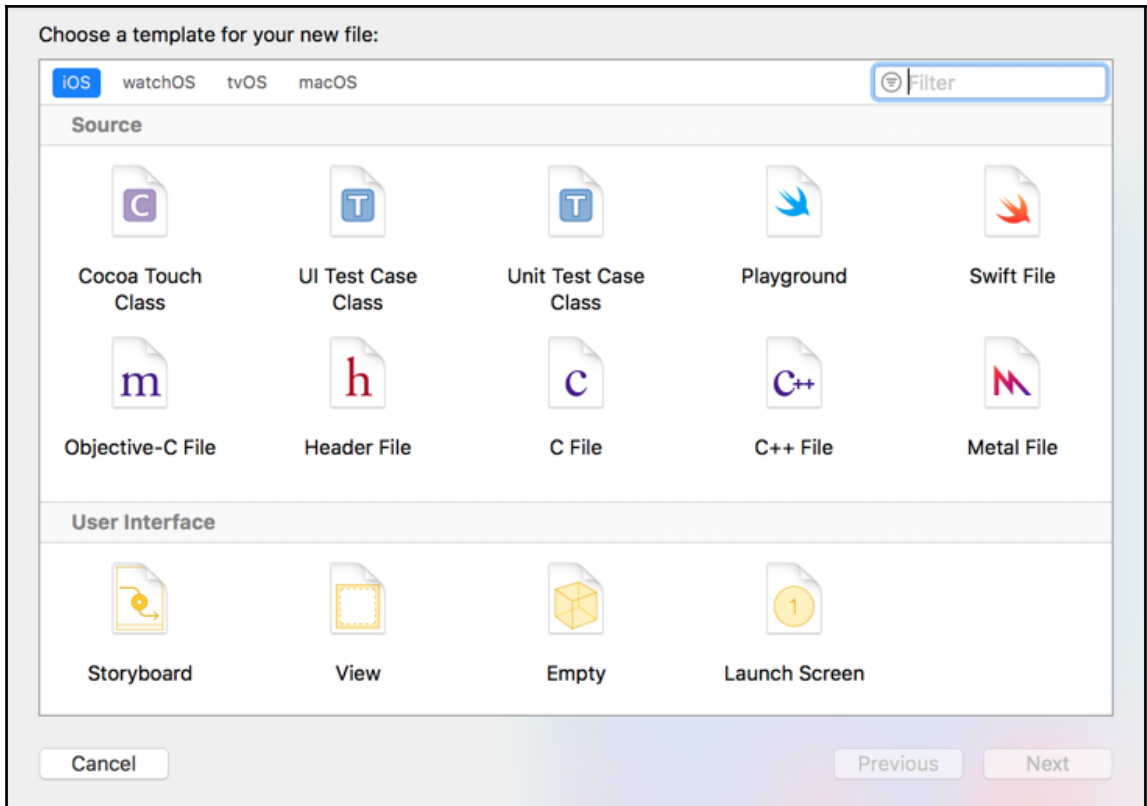 Choose a template for your new file:
iOS watchOS tvOS macOS Filter
Source
C T T
Cocoa Touch Class UI Test Case Class Unit Test Case Class Playground Swift File
m h c C++
Objective-C File Header File C File C++ File Metal File
User Interface
1
Storyboard View Empty Launch Screen
Cancel Previous Next